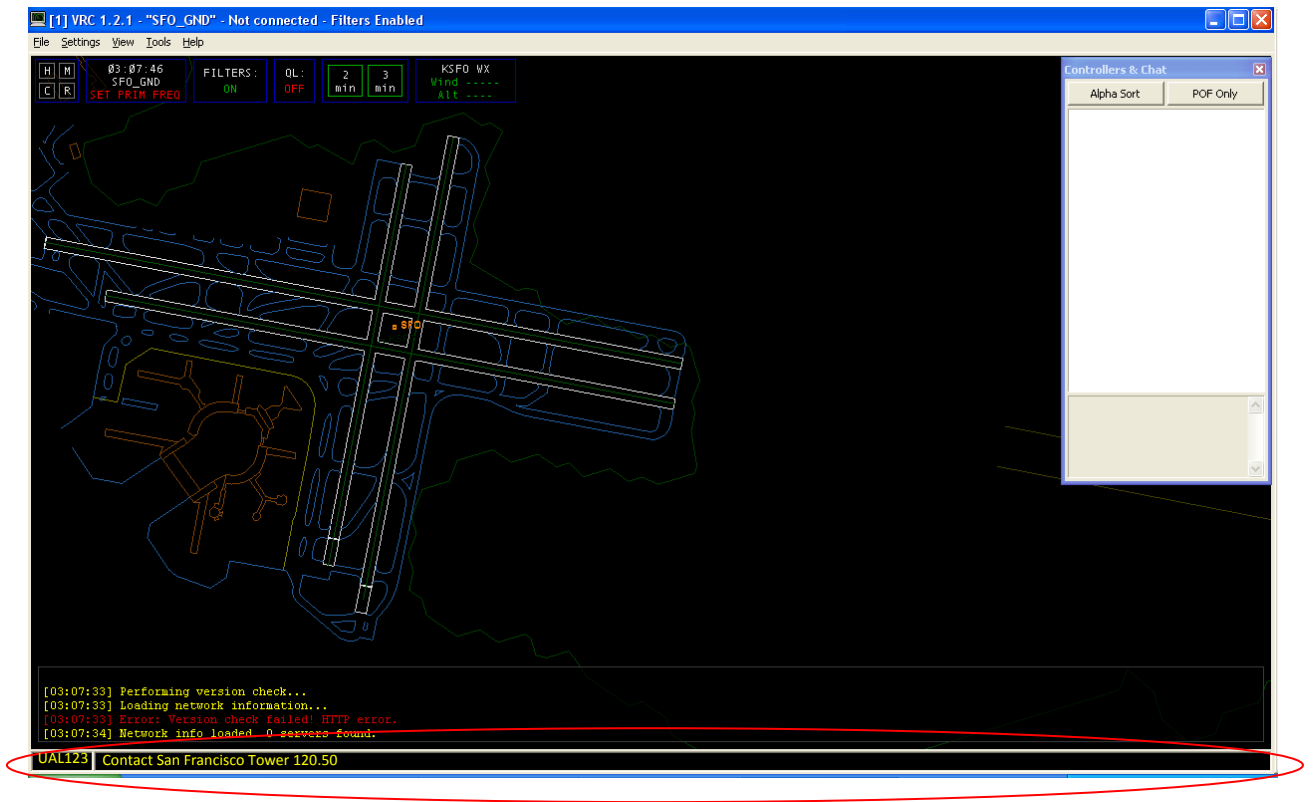 [1] VRC 1.2.1 - "SFO_GND" - Not connected - Filters Enabled
File Settings View Tools Help
H M
C R
03:07:46
SFO_GND
SET PRIM FREQ
FILTERS:
ON
QL:
OFF
2
min
3
min
KSFO WX
Wind -----
Alt ----
Controllers & Chat
Alpha Sort POF Only
SFO
[03:07:33] Performing version check...
[03:07:33] Loading network information...
[03:07:33] Error: Version check failed! HTTP error.
[03:07:34] Network info loaded. 0 servers found.
UAL123 Contact San Francisco Tower 120.50